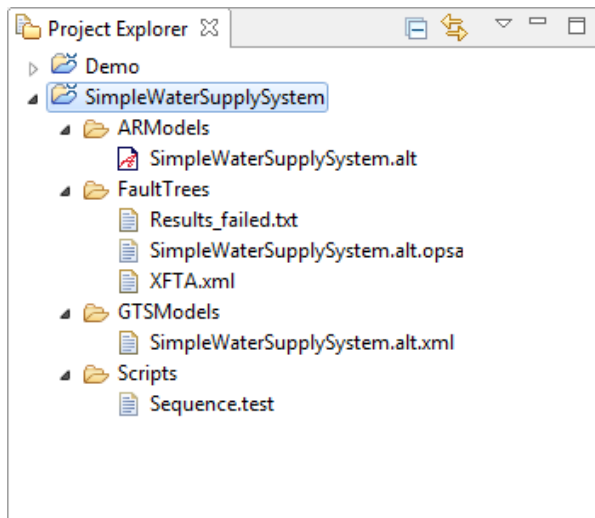 Project Explorer
Demo
SimpleWaterSupplySystem
ARModels
SimpleWaterSupplySystem.alt
FaultTrees
Results_failed.txt
SimpleWaterSupplySystem.alt.opsa
XFTA.xml
GTSModels
SimpleWaterSupplySystem.alt.xml
Scripts
Sequence.test